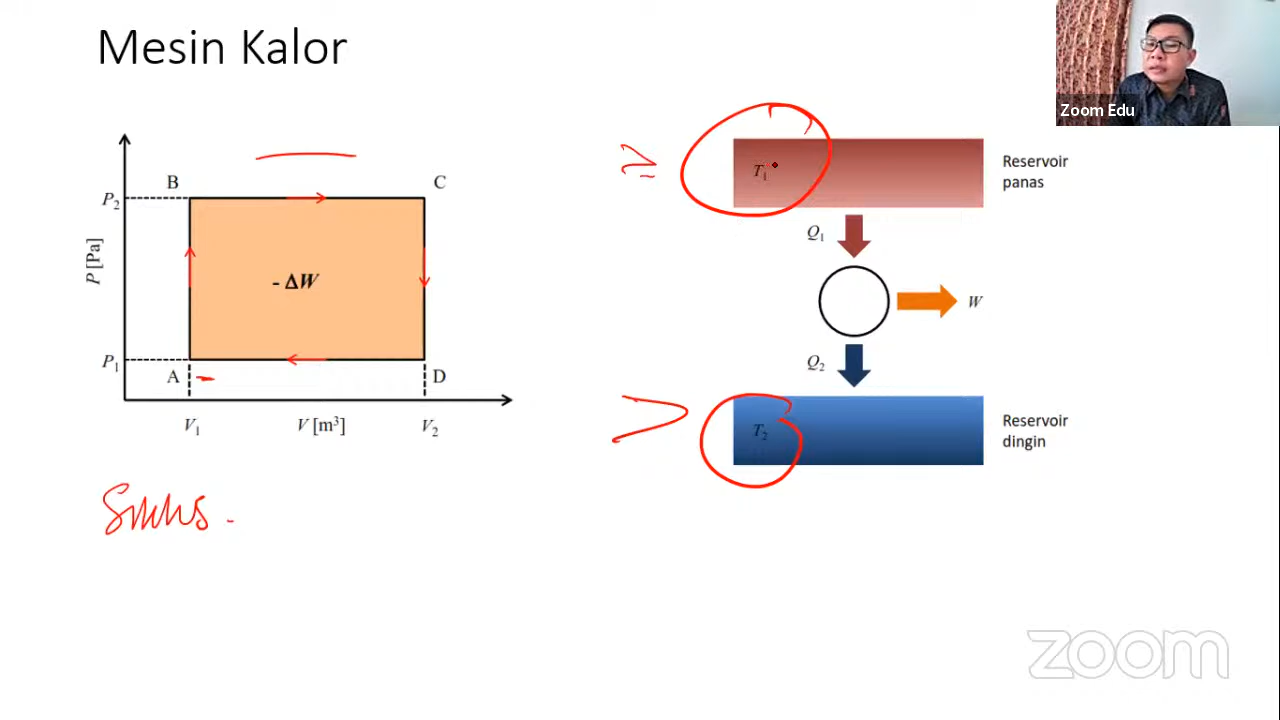 Mesin Kalor
Zoom Edu
B
C
P2
P [Pa]
- ΔW
P1
A
D
V1
V [m³]
V2
Siklus.
T1
Reservoir
panas
Q1
W
Q2
T2
Reservoir
dingin
zoom